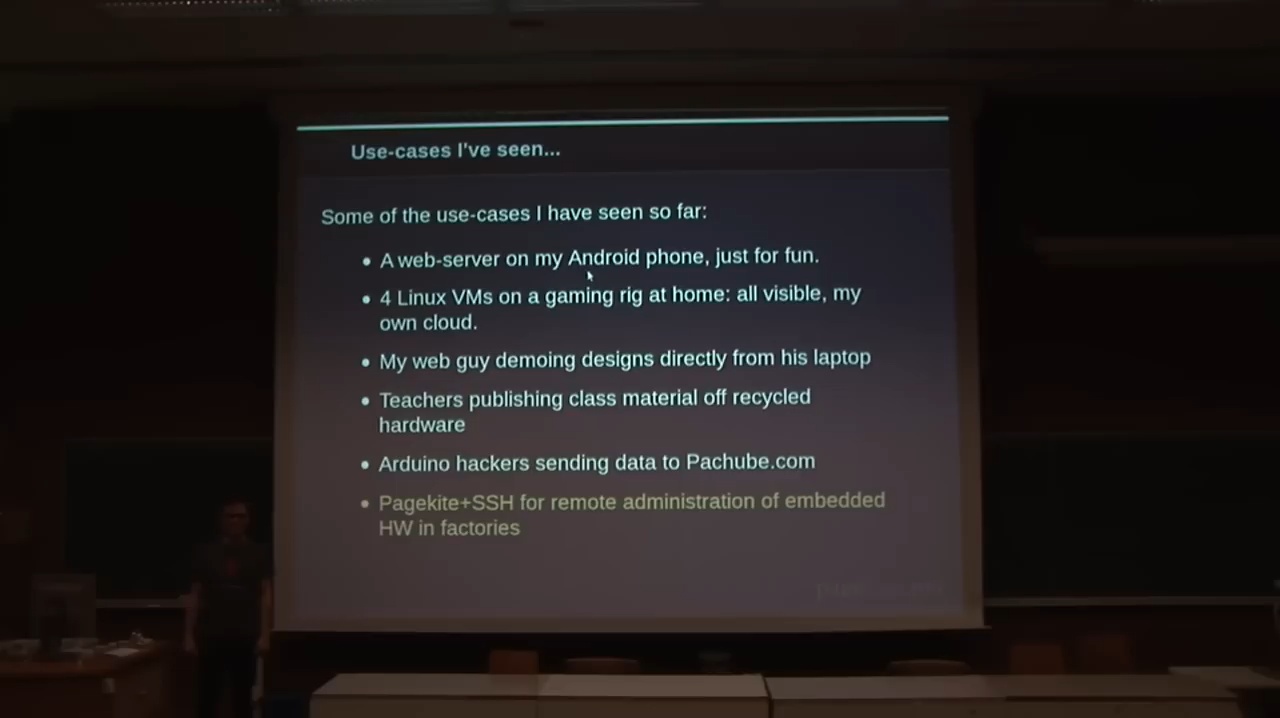 Use-cases I've seen...
Some of the use-cases I have seen so far:
• A web-server on my Android phone, just for fun.
• 4 Linux VMs on a gaming rig at home: all visible, my
own cloud.
• My web guy demoing designs directly from his laptop
• Teachers publishing class material off recycled
hardware
• Arduino hackers sending data to Pachube.com
• Pagekite+SSH for remote administration of embedded
HW in factories